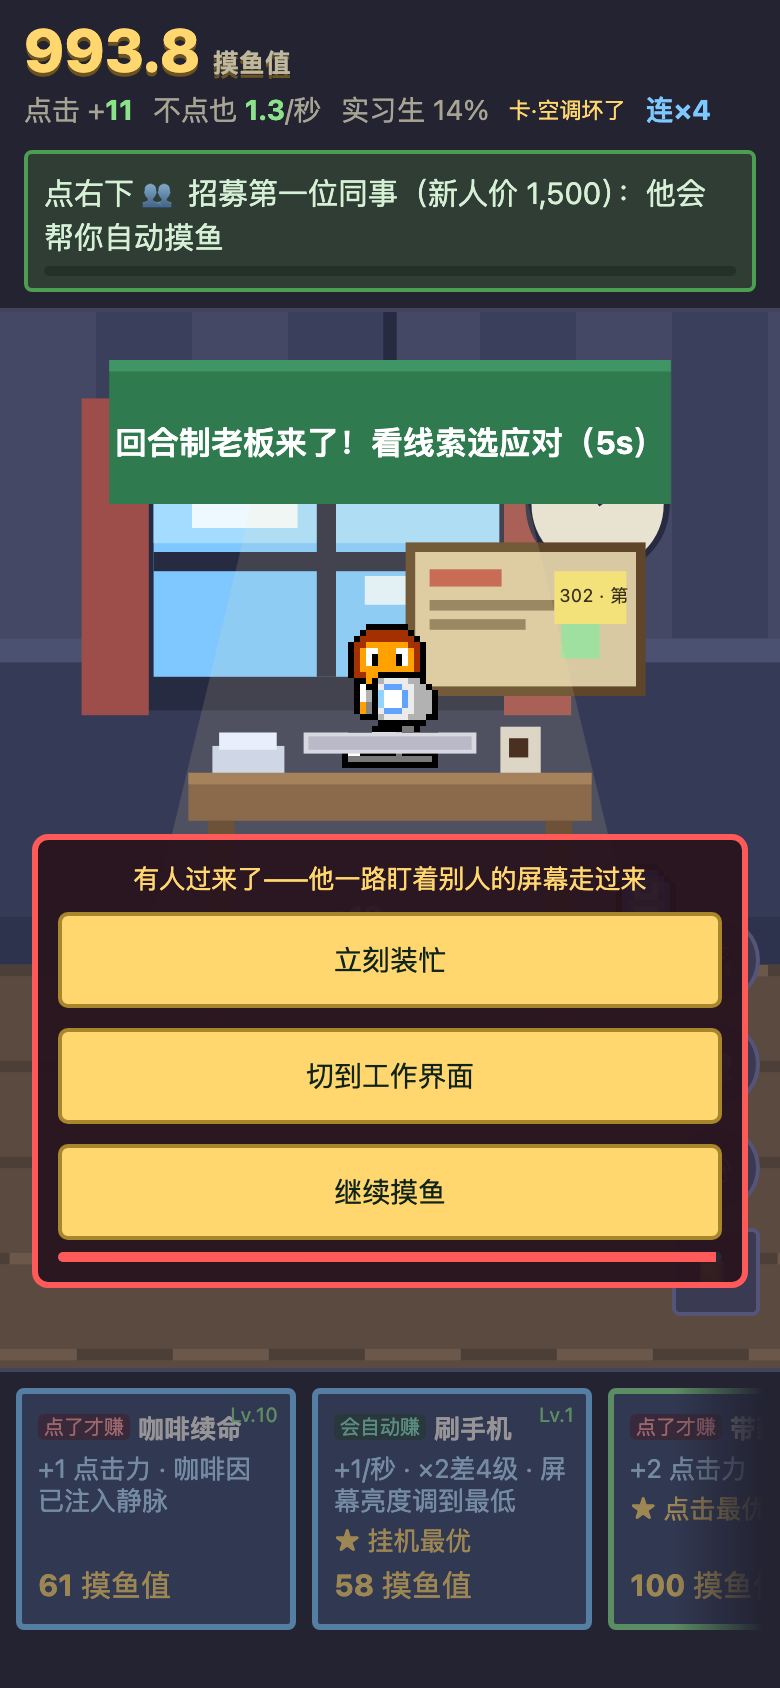 993.8 摸鱼值
点击 +11 不点也 1.3/秒 实习生 14% 卡·空调坏了 连×4
点右下 👥 招募第一位同事（新人价 1,500）：他会
帮你自动摸鱼
回合制老板来了！看线索选应对（5s）
302 · 第
有人过来了——他一路盯着别人的屏幕走过来
立刻装忙
切到工作界面
继续摸鱼
点了才赚 咖啡续命 Lv.10
+1 点击力 · 咖啡因
已注入静脉
61 摸鱼值
会自动赚 刷手机 Lv.1
+1/秒 · ×2差4级 · 屏
幕亮度调到最低
★ 挂机最优
58 摸鱼值
点了才赚 带
+2 点击力
★ 点击最优
100 摸鱼